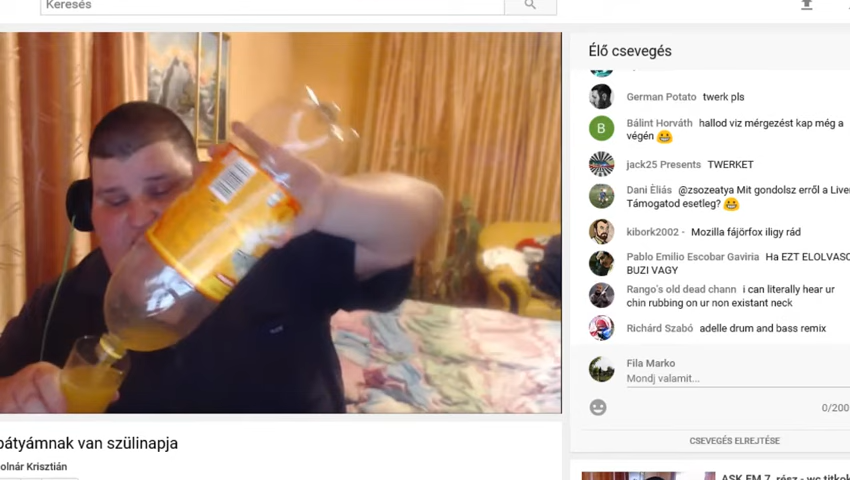 Keresés
Élő csevegés
German Potato twerk pls
Bálint Horváth hallod viz mérgezést kap még a
végén
B
jack25 Presents TWERKET
Dani Èliás @zsozeatya Mit gondolsz erről a Live
Támogatod esetleg?
kibork2002 - Mozilla fájörfox iligy rád
Pablo Emilio Escobar Gaviria Ha EZT ELOLVASO
BUZI VAGY
Rango's old dead chann i can literally hear ur
chin rubbing on ur non existant neck
Richárd Szabó adelle drum and bass remix
Fila Marko
Mondj valamit...
0/200
CSEVEGÉS ELREJTÉSE
bátyámnak van szülinapja
olnár Krisztián
ASK FM 7. rész - wc titkok